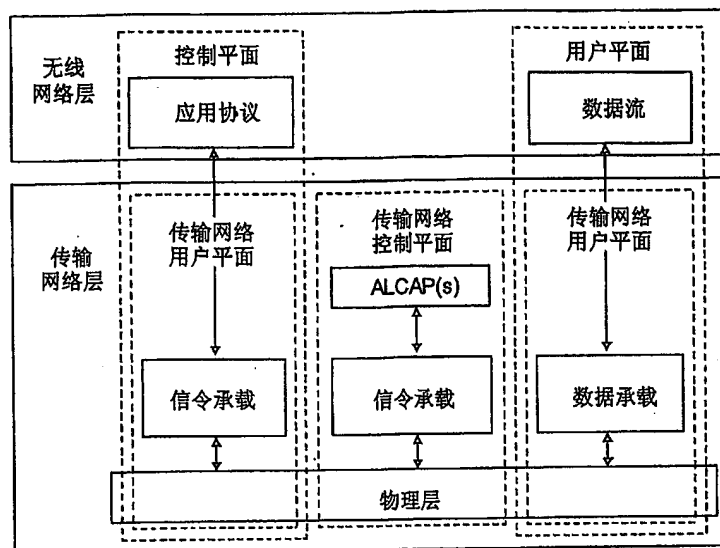 无线
网络层
控制平面
应用协议
用户平面
数据流
传输
网络层
传输网络
用户平面
传输网络
控制平面
ALCAP(s)
传输网络
用户平面
信令承载
信令承载
数据承载
物理层